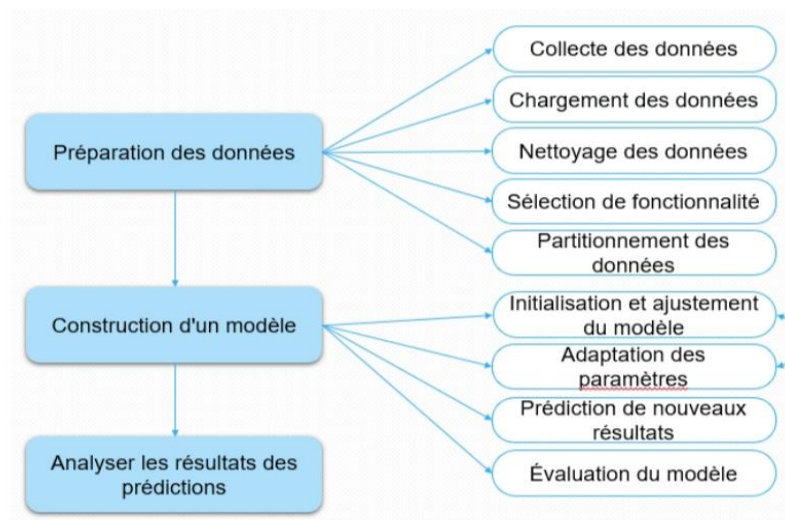 Préparation des données
Collecte des données
Chargement des données
Nettoyage des données
Sélection de fonctionnalité
Partitionnement des
données
Construction d'un modèle
Initialisation et ajustement
du modèle
Adaptation des
paramètres
Prédiction de nouveaux
résultats
Évaluation du modèle
Analyser les résultats des
prédictions